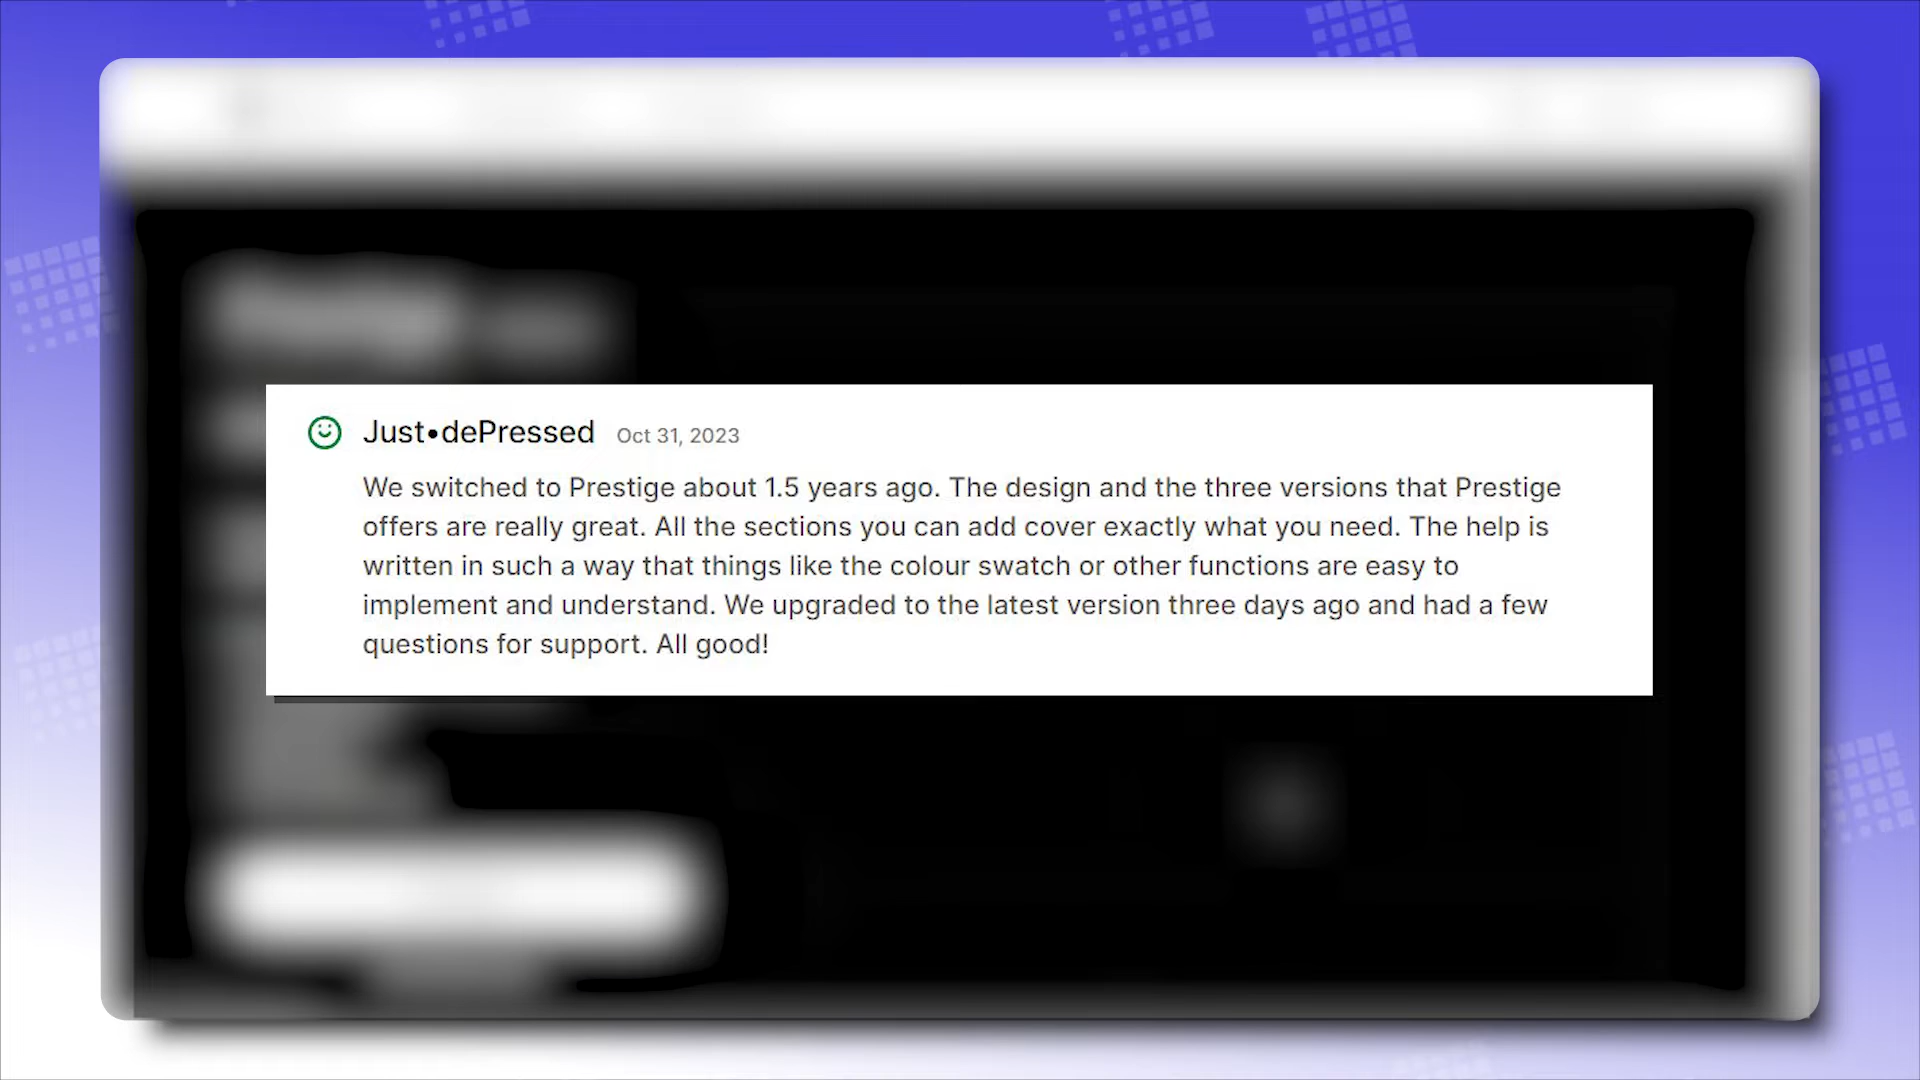 Just•dePressed Oct 31, 2023
We switched to Prestige about 1.5 years ago. The design and the three versions that Prestige
offers are really great. All the sections you can add cover exactly what you need. The help is
written in such a way that things like the colour swatch or other functions are easy to
implement and understand. We upgraded to the latest version three days ago and had a few
questions for support. All good!